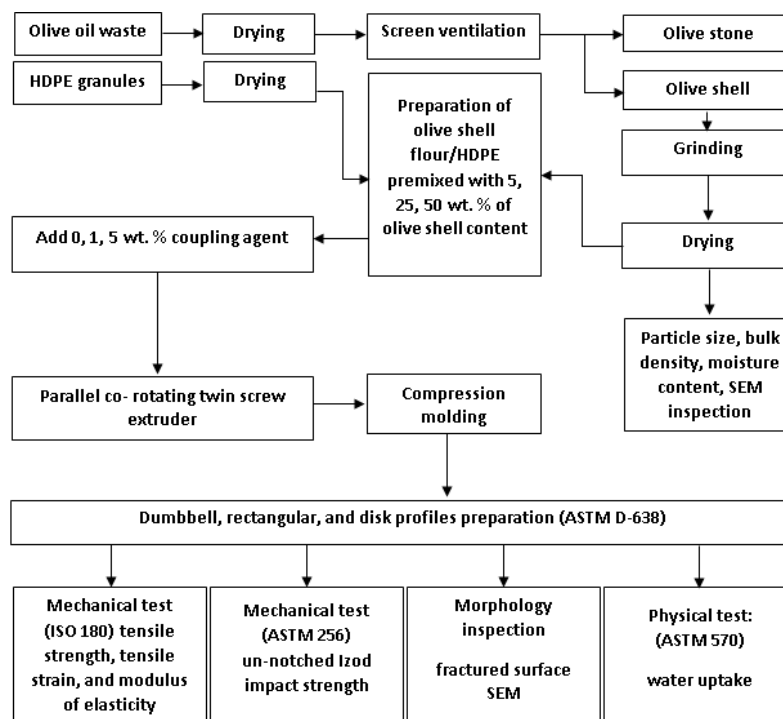 Olive oil waste
Drying
Screen ventilation
Olive stone
HDPE granules
Drying
Preparation of
olive shell
flour/HDPE
premixed with 5,
25, 50 wt. % of
olive shell content
Olive shell
Grinding
Drying
Add 0, 1, 5 wt. % coupling agent
Particle size, bulk
density, moisture
content, SEM
inspection
Parallel co- rotating twin screw
extruder
Compression
molding
Dumbbell, rectangular, and disk profiles preparation (ASTM D-638)
Mechanical test
(ISO 180) tensile
strength, tensile
strain, and modulus
of elasticity
Mechanical test
(ASTM 256)
un-notched Izod
impact strength
Morphology
inspection
fractured surface
SEM
Physical test:
(ASTM 570)
water uptake